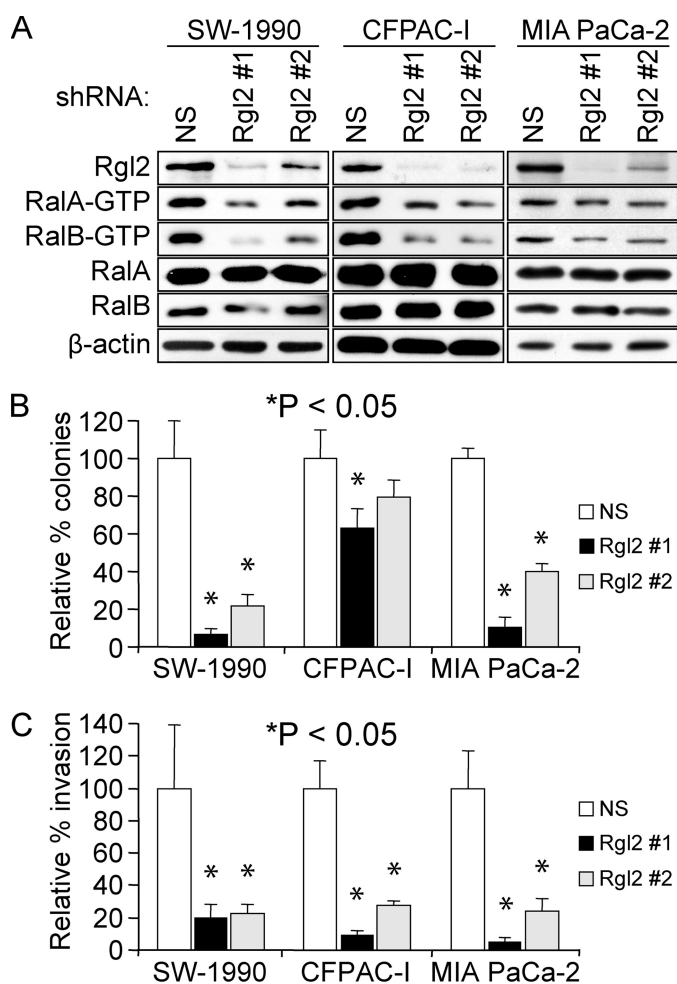 A
SW-1990 CFPAC-I MIA PaCa-2
shRNA: NS Rgl2 #1 Rgl2 #2 NS Rgl2 #1 Rgl2 #2 NS Rgl2 #1 Rgl2 #2
Rgl2
RalA-GTP
RalB-GTP
RalA
RalB
β-actin
B
*P < 0.05
Relative % colonies
120
100
80
60
40
20
0
* * * * *
NS
Rgl2 #1
Rgl2 #2
SW-1990 CFPAC-I MIA PaCa-2
C
*P < 0.05
Relative % invasion
140
120
100
80
60
40
20
0
* * * * * *
NS
Rgl2 #1
Rgl2 #2
SW-1990 CFPAC-I MIA PaCa-2